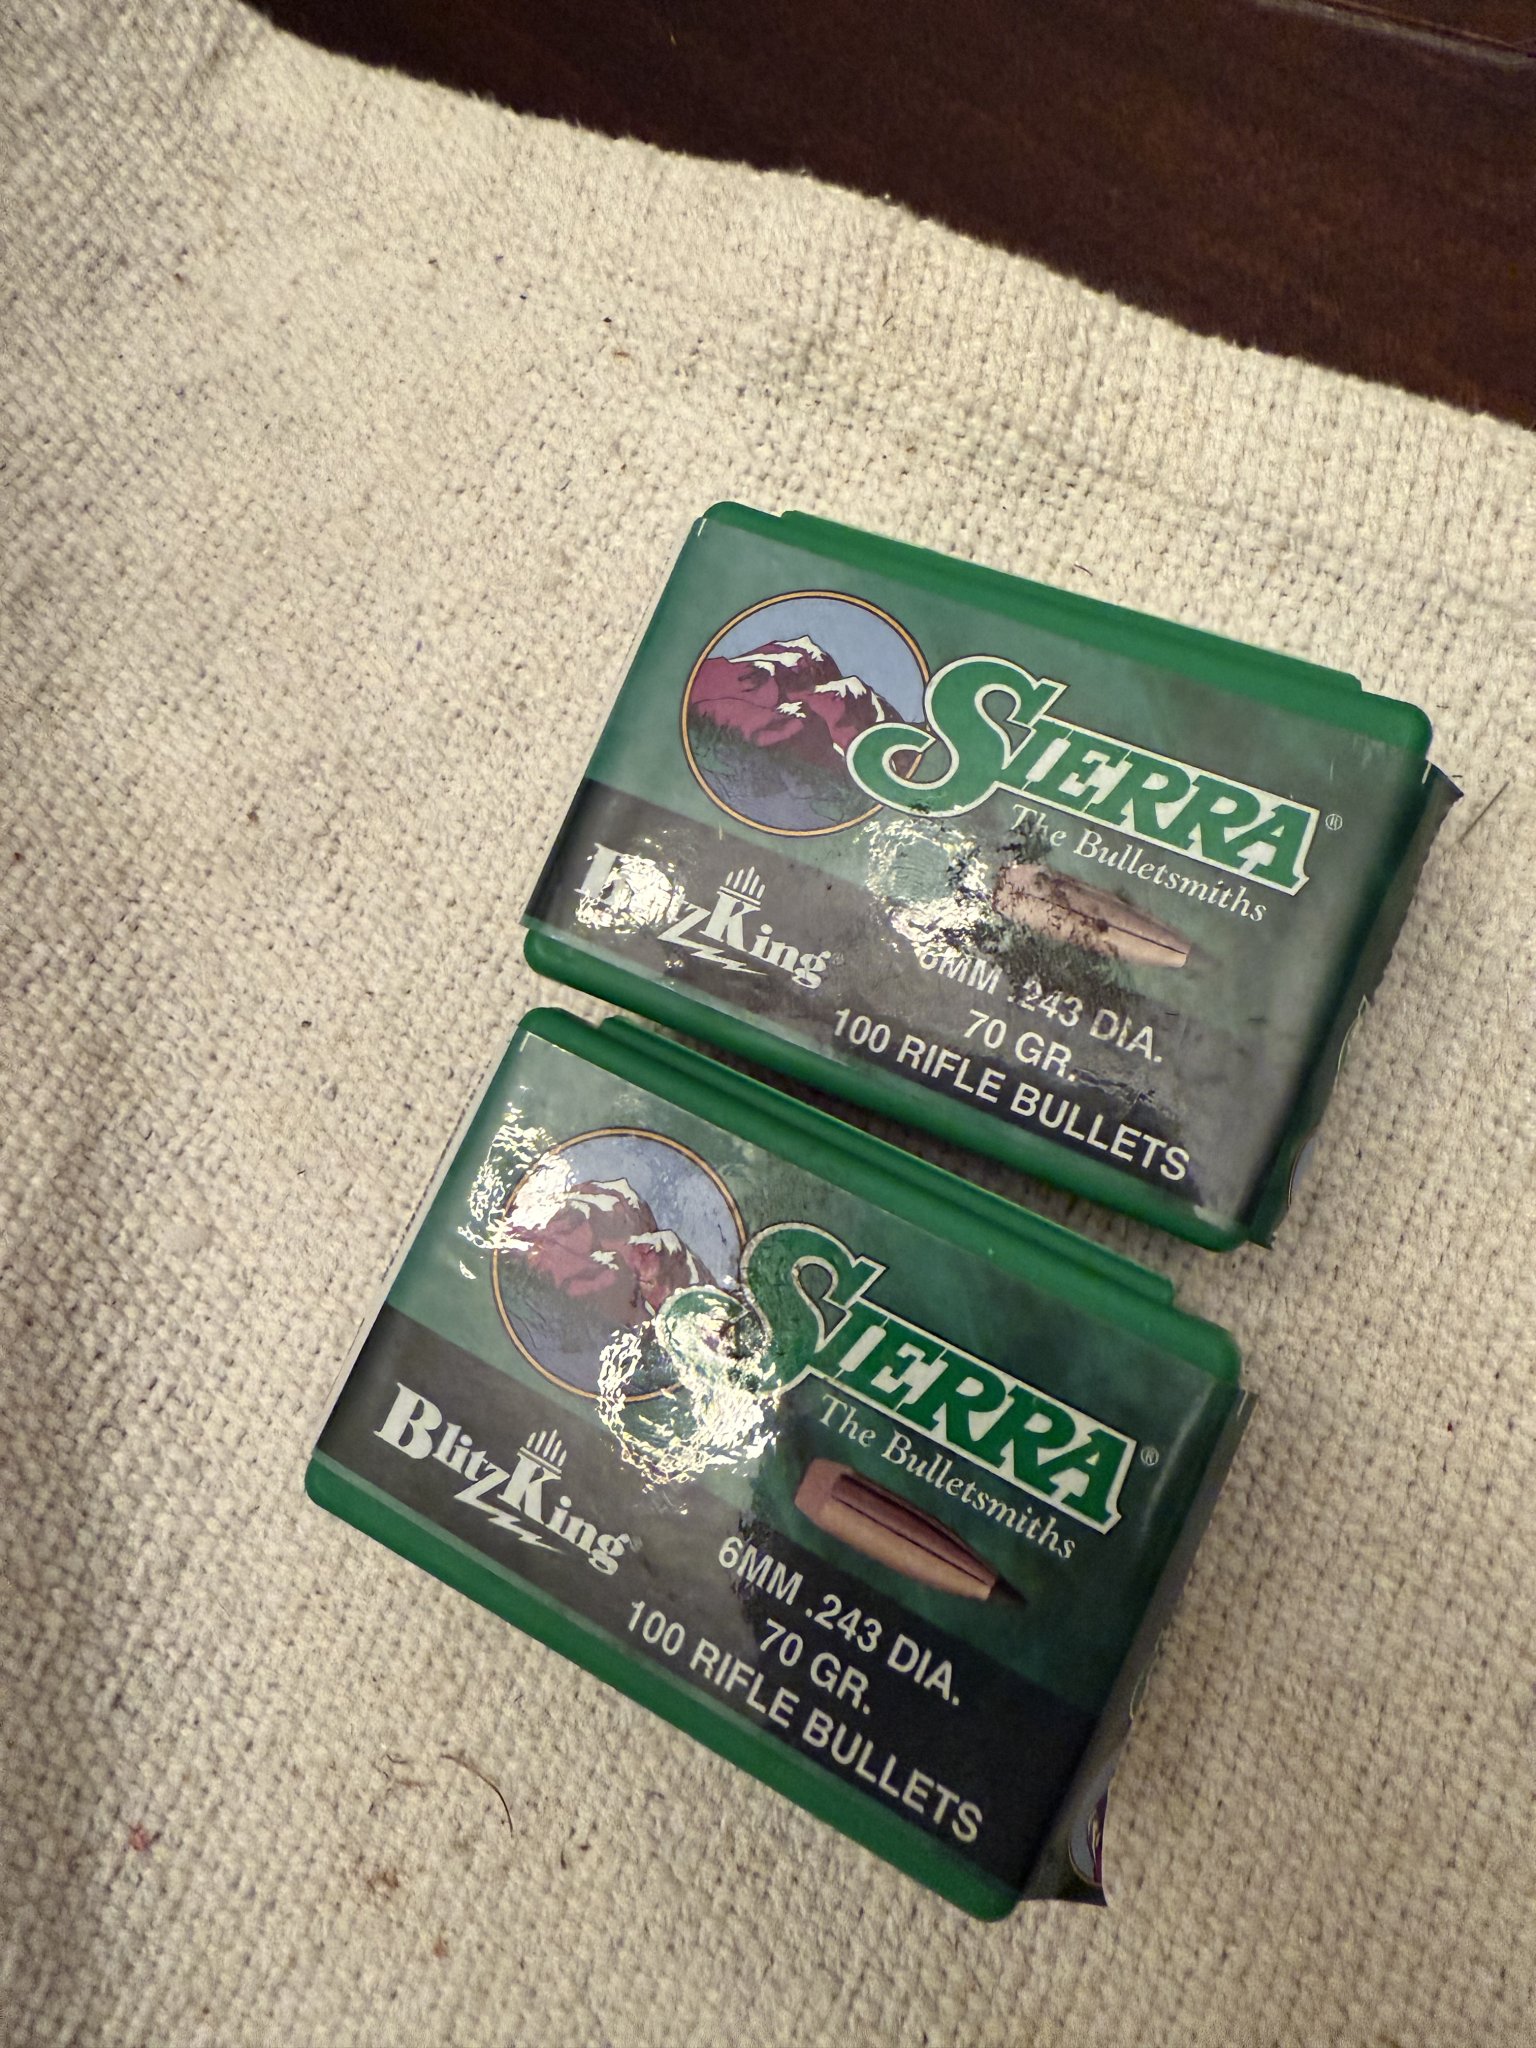 SIERRA®
The Bulletsmiths
BlitzKing
6MM .243 DIA.
70 GR.
100 RIFLE BULLETS
SIERRA®
The Bulletsmiths
BlitzKing®
6MM .243 DIA.
70 GR.
100 RIFLE BULLETS